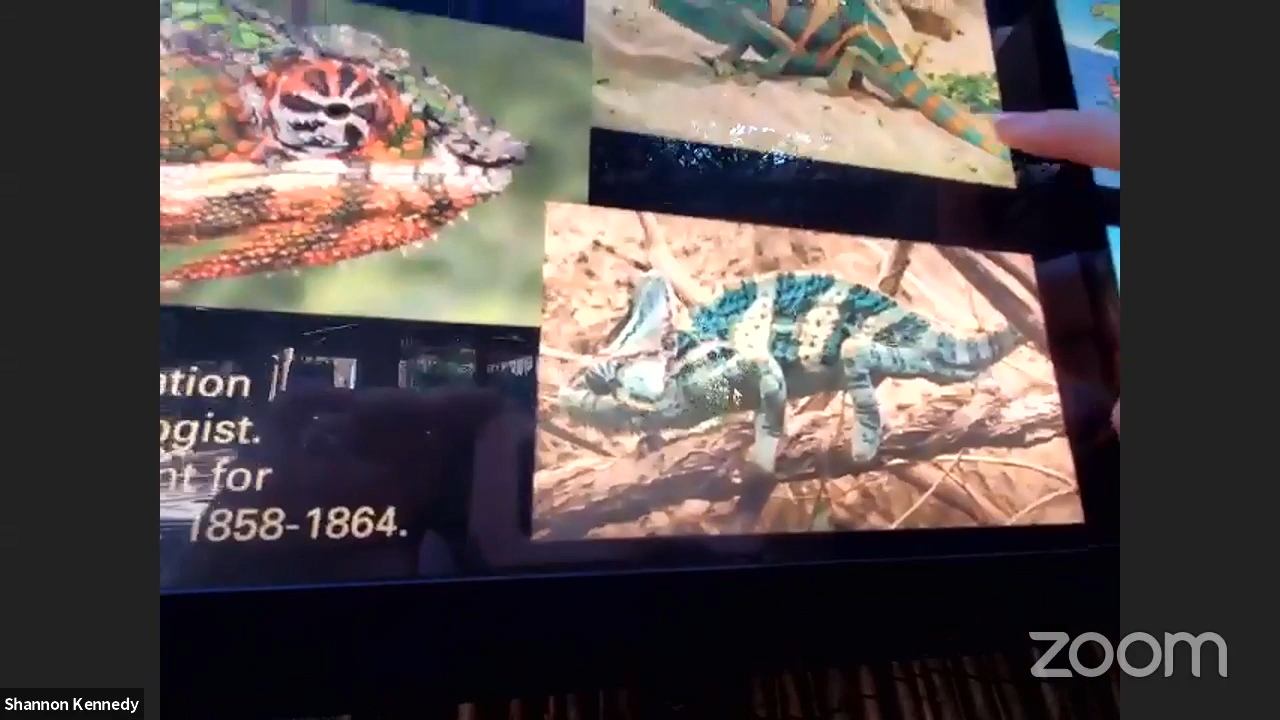 ation
ogist.
nt for
1858-1864.
zoom
Shannon Kennedy